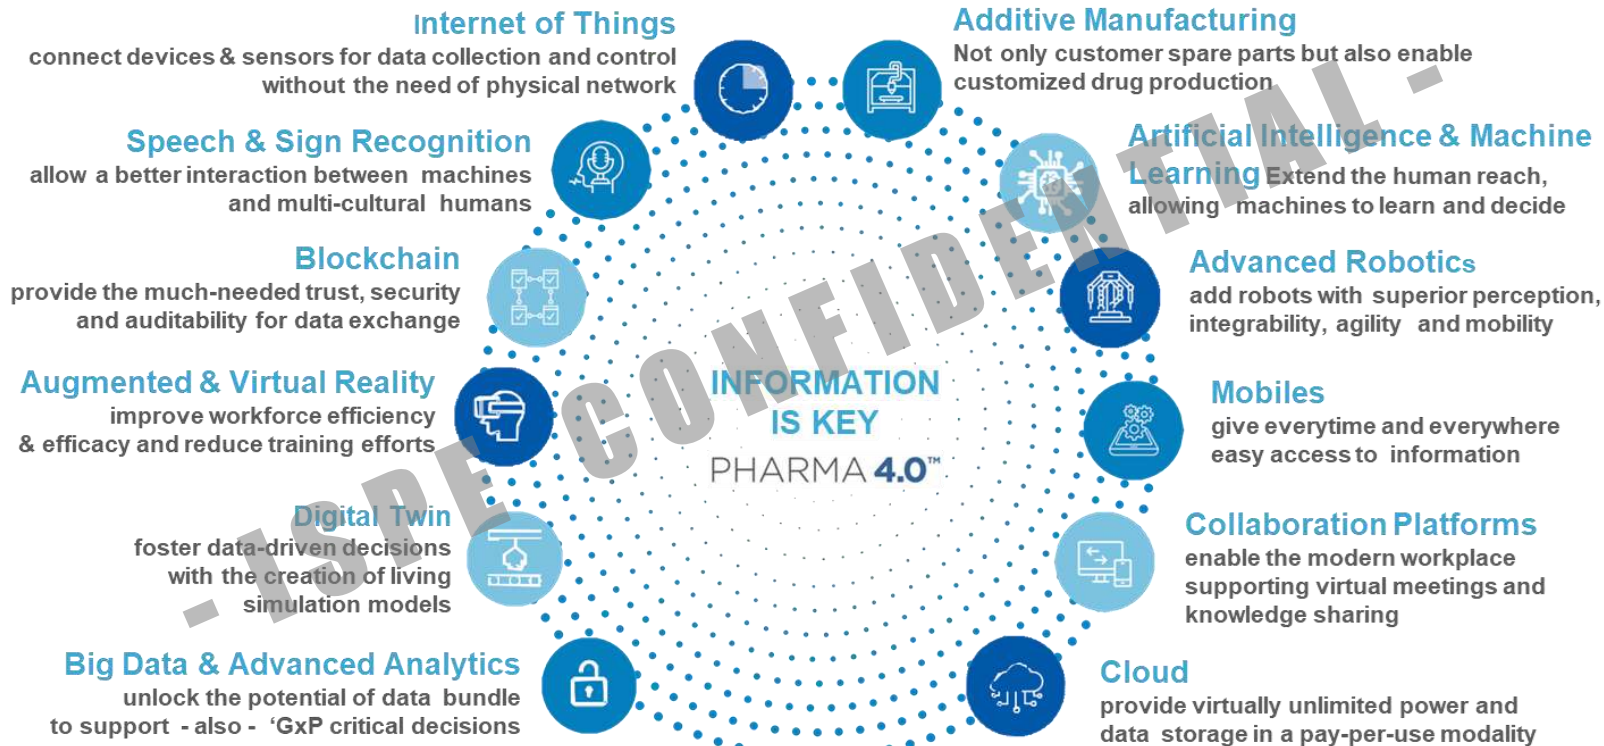 Internet of Things
connect devices & sensors for data collection and control
without the need of physical network
Speech & Sign Recognition
allow a better interaction between machines
and multi-cultural humans
Blockchain
provide the much-needed trust, security
and auditability for data exchange
Augmented & Virtual Reality
improve workforce efficiency
& efficacy and reduce training efforts
Digital Twin
foster data-driven decisions
with the creation of living
simulation models
Big Data & Advanced Analytics
unlock the potential of data bundle
to support - also - ‘GxP critical decisions
INFORMATION
IS KEY
PHARMA 4.0™
Additive Manufacturing
Not only customer spare parts but also enable
customized drug production
Artificial Intelligence & Machine
Learning Extend the human reach,
allowing machines to learn and decide
Advanced Robotics
add robots with superior perception,
integrability, agility and mobility
Mobiles
give everytime and everywhere
easy access to information
Collaboration Platforms
enable the modern workplace
supporting virtual meetings and
knowledge sharing
Cloud
provide virtually unlimited power and
data storage in a pay-per-use modality
- ISPE CONFIDENTIAL -